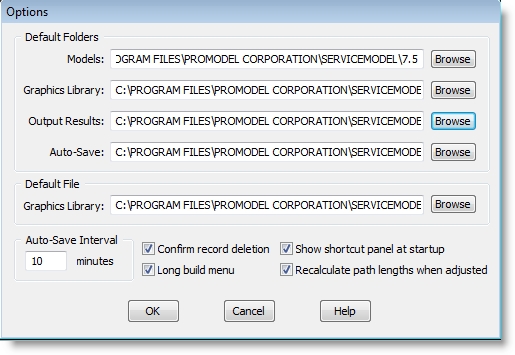 Options
Default Folders
Models: OGRAM FILES\PROMODEL CORPORATION\SERVICEMODEL\7.5 Browse
Graphics Library: C:\PROGRAM FILES\PROMODEL CORPORATION\SERVICEMODE Browse
Output Results: C:\PROGRAM FILES\PROMODEL CORPORATION\SERVICEMODE Browse
Auto-Save: C:\PROGRAM FILES\PROMODEL CORPORATION\SERVICEMODE Browse
Default File
Graphics Library: C:\PROGRAM FILES\PROMODEL CORPORATION\SERVICEMODE Browse
Auto-Save Interval
10 minutes
Confirm record deletion
Show shortcut panel at startup
Long build menu
Recalculate path lengths when adjusted
OK Cancel Help